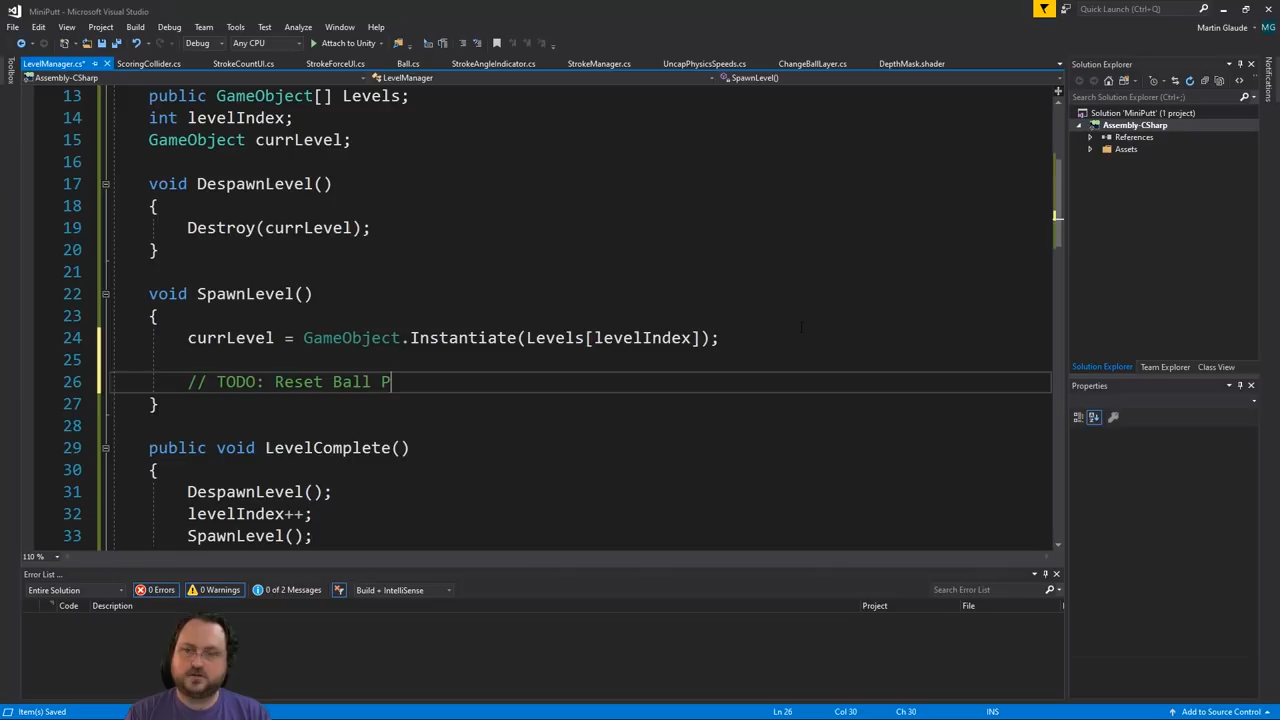 MiniPutt - Microsoft Visual Studio
Quick Launch (Ctrl+;)
File Edit View Project Build Debug Team Tools Test Analyze Window Help
Martin Glaude MG
Debug Any CPU Attach to Unity
Toolbox
LevelManager.cs* ScoringCollider.cs StrokeCountUI.cs StrokeForceUI.cs Ball.cs StrokeAngleIndicator.cs StrokeManager.cs UncapPhysicsSpeeds.cs ChangeBallLayer.cs DepthMask.shader
Assembly-CSharp LevelManager SpawnLevel()
13 public GameObject[] Levels;
14 int levelIndex;
15 GameObject currLevel;
16
17 void DespawnLevel()
18 {
19 Destroy(currLevel);
20 }
21
22 void SpawnLevel()
23 {
24 currLevel = GameObject.Instantiate(Levels[levelIndex]);
25
26 // TODO: Reset Ball P
27 }
28
29 public void LevelComplete()
30 {
31 DespawnLevel();
32 levelIndex++;
33 SpawnLevel();
110 %
Solution Explorer
Search Solution Explorer (Ctrl+;)
Solution 'MiniPutt' (1 project)
Assembly-CSharp
References
Assets
Solution Explorer Team Explorer Class View
Properties
Notifications
Error List ...
Entire Solution 0 Errors 0 Warnings 0 of 2 Messages Build + IntelliSense Search Error List
Code Description Project File
Item(s) Saved Ln 26 Col 30 Ch 30 INS Add to Source Control